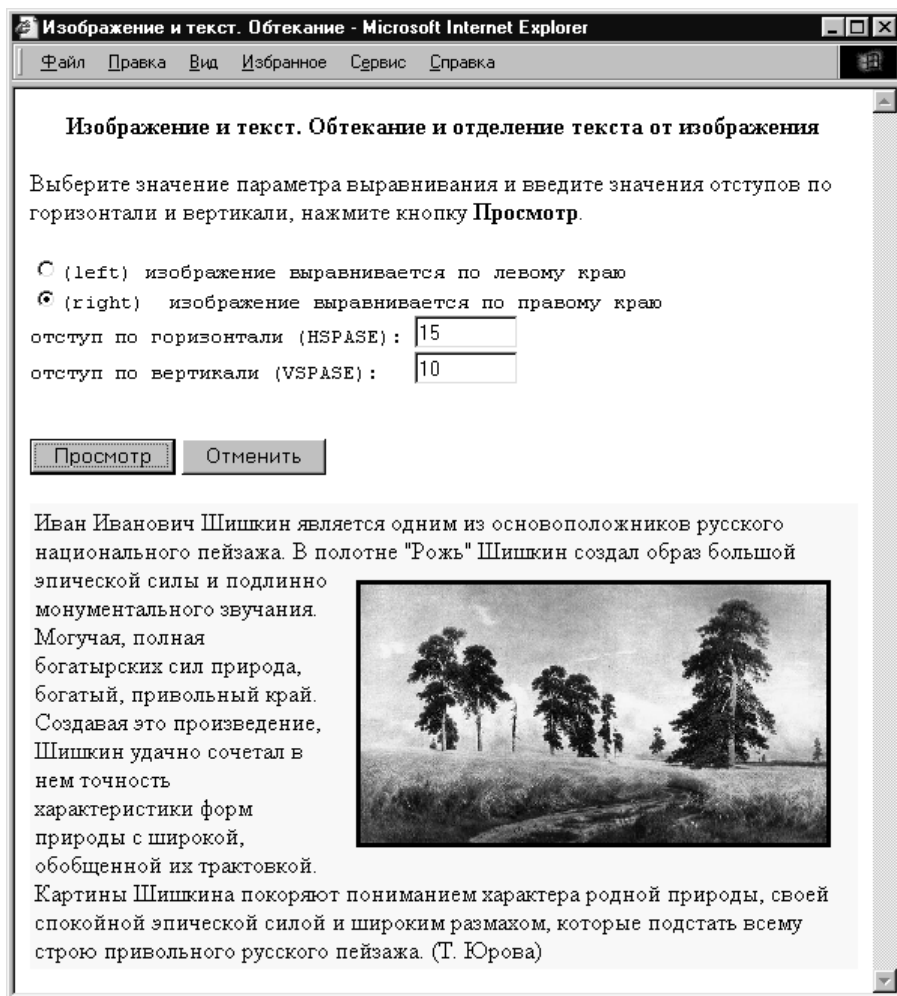 Изображение и текст. Обтекание - Microsoft Internet Explorer
Файл Правка Вид Избранное Сервис Справка
Изображение и текст. Обтекание и отделение текста от изображения
Выберите значение параметра выравнивания и введите значения отступов по
горизонтали и вертикали, нажмите кнопку Просмотр.
(left) изображение выравнивается по левому краю
(right) изображение выравнивается по правому краю
отступ по горизонтали (HSPASE): 15
отступ по вертикали (VSPASE): 10
Просмотр Отменить
Иван Иванович Шишкин является одним из основоположников русского
национального пейзажа. В полотне "Рожь" Шишкин создал образ большой
эпической силы и подлинно
монументального звучания.
Могучая, полная
богатырских сил природа,
богатый, привольный край.
Создавая это произведение,
Шишкин удачно сочетал в
нем точность
характеристики форм
природы с широкой,
обобщенной их трактовкой.
Картины Шишкина покоряют пониманием характера родной природы, своей
спокойной эпической силой и широким размахом, которые подстать всему
строю привольного русского пейзажа. (Т. Юрова)